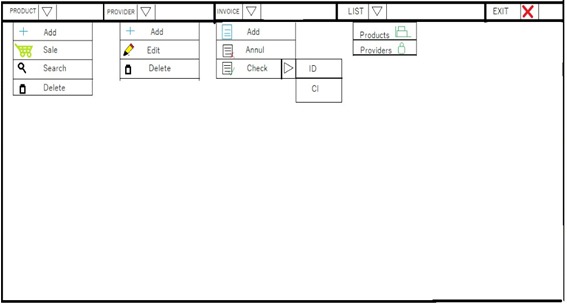 PRODUCT PROVIDER INVOICE LIST EXIT
Add
Sale
Search
Delete
Add
Edit
Delete
Add
Annul
Check
ID
CI
Products
Providers